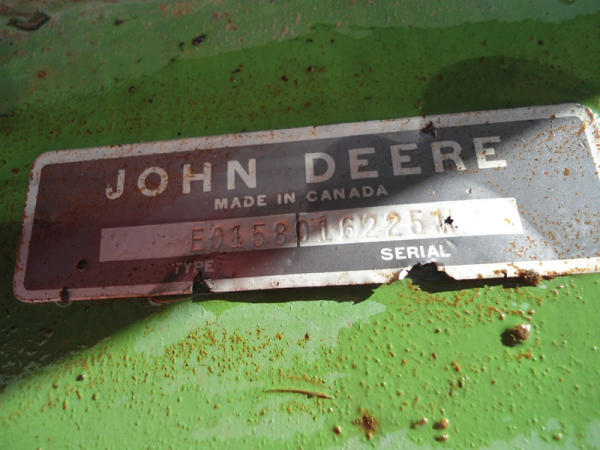 JOHN DEERE
MADE IN CANADA
E0158 0162251
TYPE SERIAL